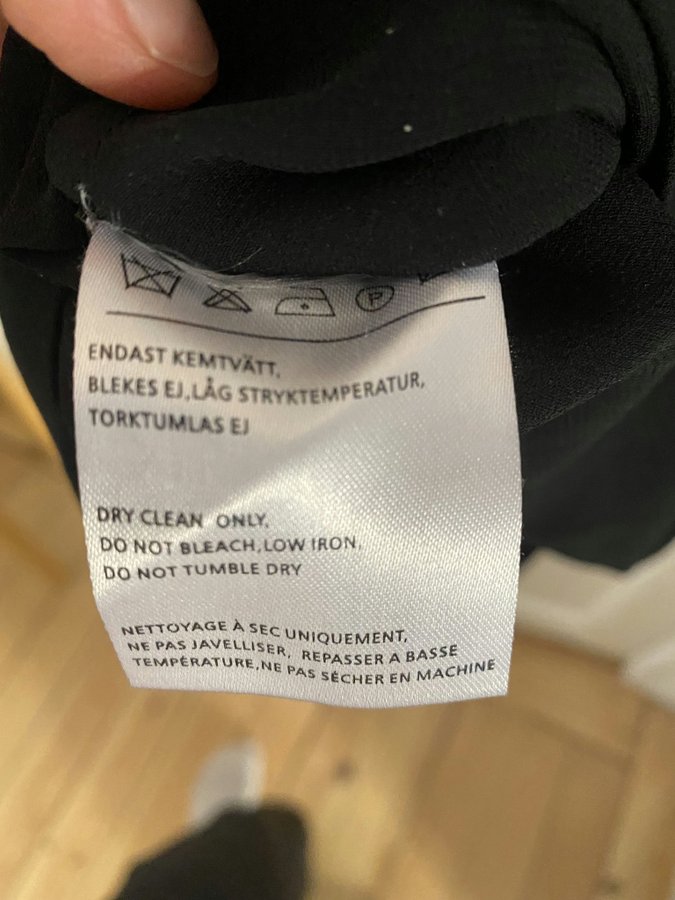 P
ENDAST KEMTVÄTT,
BLEKES EJ,LÅG STRYKTEMPERATUR,
TORKTUMLAS EJ
DRY CLEAN ONLY,
DO NOT BLEACH,LOW IRON,
DO NOT TUMBLE DRY
NETTOYAGE À SEC UNIQUEMENT,
NE PAS JAVELLISER, REPASSER A BASSE
TEMPÉRATURE,NE PAS SÉCHER EN MACHINE